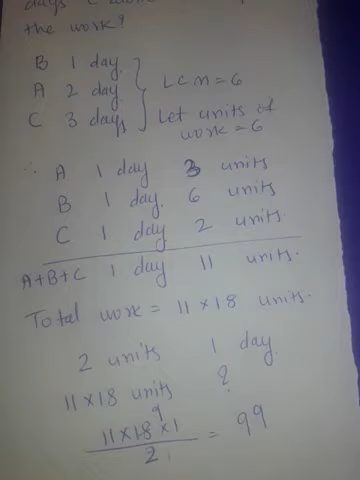 days C
the work?
B 1 day.
A 2 day
C 3 days
LCM = 6
Let units of
work = 6
∴ A 1 day 3 units
B 1 day. 6 units
C 1 day 2 units.
A+B+C 1 day 11 units.
Total work = 11 × 18 units.
2 units 1 day
11 × 18 units ?
9
11 × 18 × 1
2 1
= 99